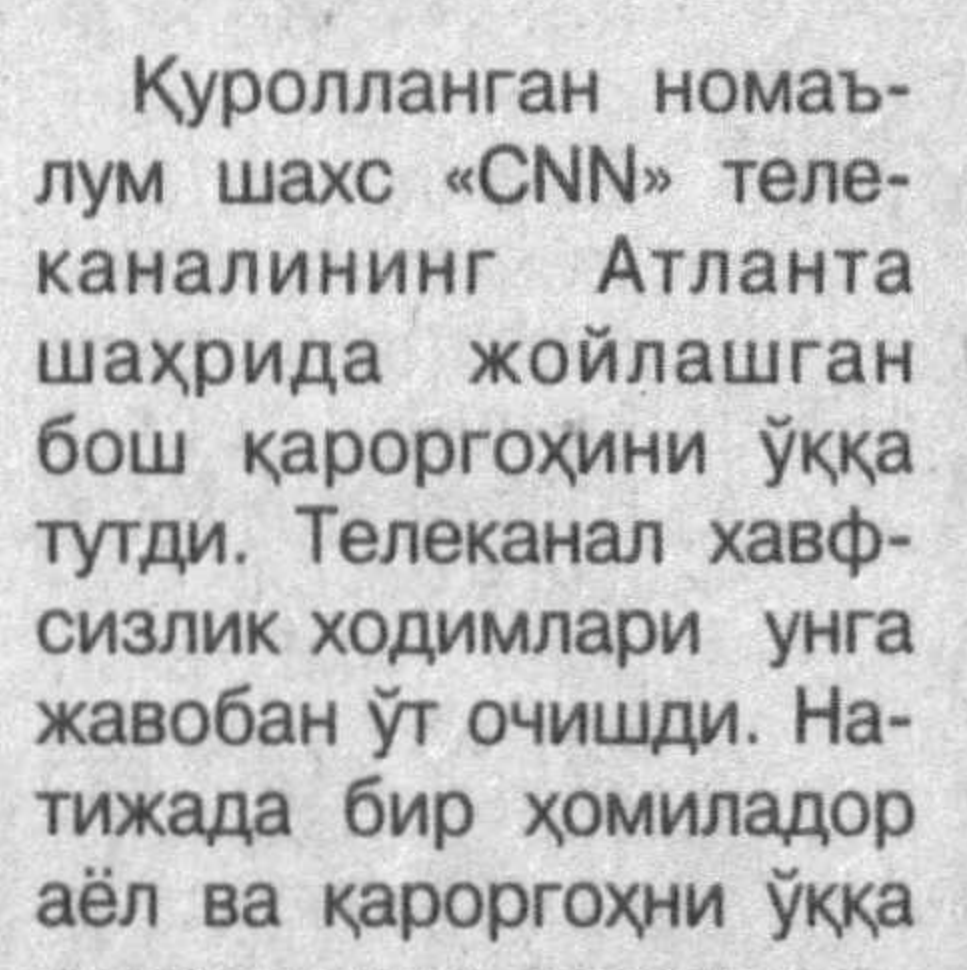 Қуролланган номаъ-
лум шахс «CNN» теле-
каналининг Атланта
шаҳрида жойлашган
бош қароргоҳини ўққа
тутди. Телеканал хавф-
сизлик ходимлари унга
жавобан ўт очишди. На-
тижада бир ҳомиладор
аёл ва қароргоҳни ўққа